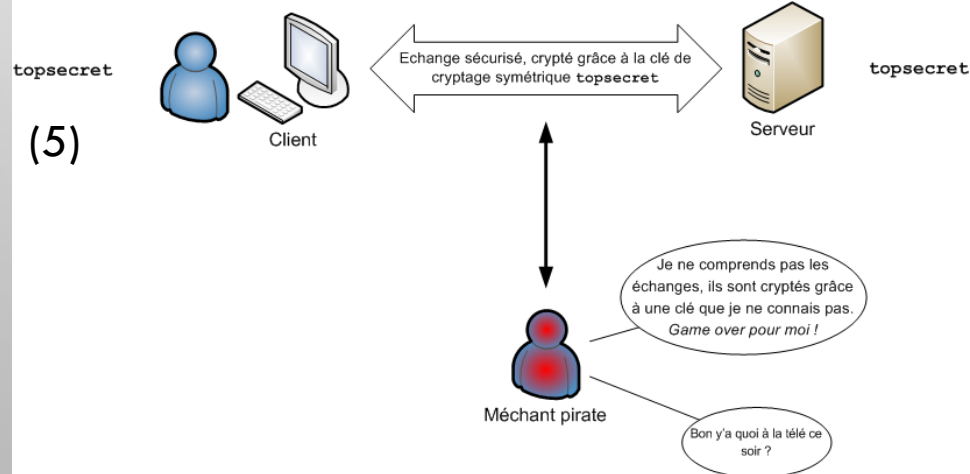 topsecret
Echange sécurisé, crypté grâce à la clé de
cryptage symétrique topsecret
topsecret
(5)
Client
Serveur
Je ne comprends pas les
échanges, ils sont cryptés grâce
à une clé que je ne connais pas.
Game over pour moi !
Méchant pirate
Bon y'a quoi à la télé ce
soir ?